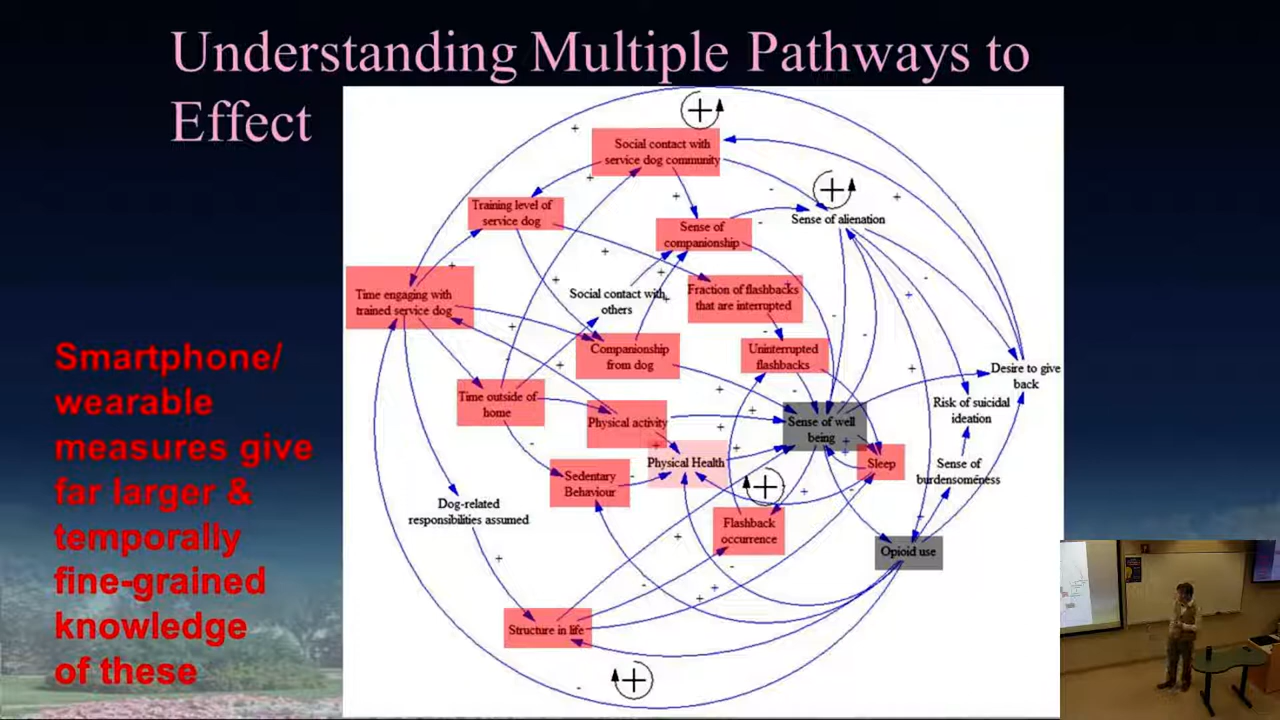 Understanding Multiple Pathways to
Effect
Smartphone/
wearable
measures give
far larger &
temporally
fine-grained
knowledge
of these
Social contact with
service dog community
Training level of
service dog
Sense of
companionship
Sense of alienation
Time engaging with
trained service dog
Social contact with
others
Fraction of flashbacks
that are interrupted
Companionship
from dog
Uninterrupted
flashbacks
Desire to give
back
Time outside of
home
Physical activity
Sense of well
being
Risk of suicidal
ideation
Physical Health
Sleep
Sedentary
Behaviour
Sense of
burdensomeness
Dog-related
responsibilities assumed
Flashback
occurrence
Opioid use
Structure in life